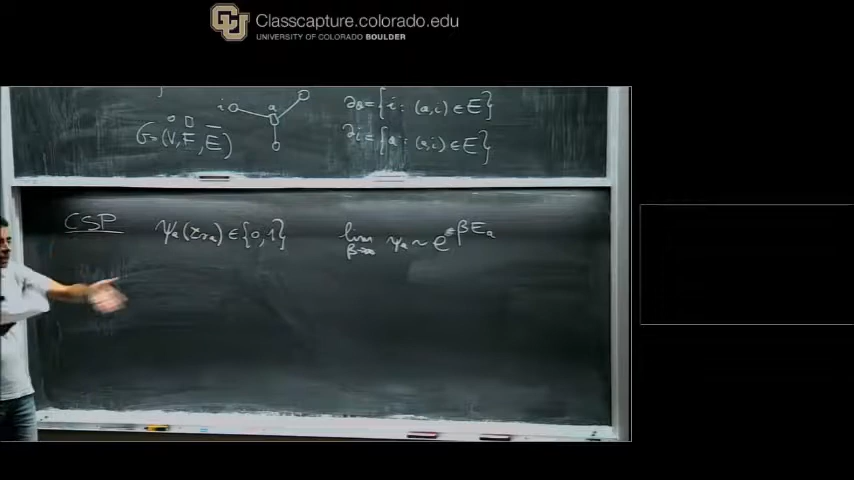 Classcapture.colorado.edu
UNIVERSITY OF COLORADO BOULDER
i a ∂a={i : (a,i) ∈ E}
G=(V,F,E) ∂i={a : (a,i) ∈ E}
CSP ψa(x∂a) ∈ {0,1} lim β→∞ ψa ~ e^-βEa